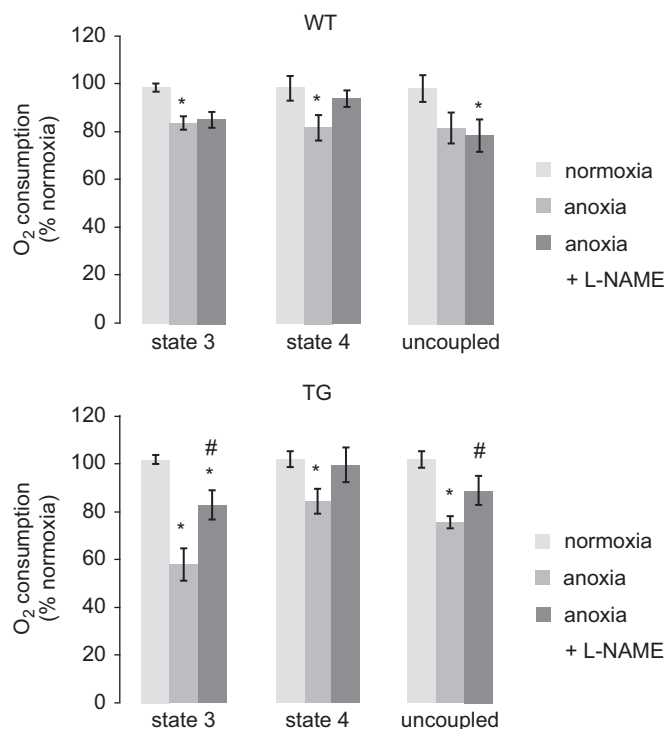 WT
O2 consumption
(% normoxia)
120
100
80
60
40
20
0
*
*
*
state 3
state 4
uncoupled
normoxia
anoxia
anoxia
+ L-NAME
TG
O2 consumption
(% normoxia)
120
100
80
60
40
20
0
#
*
*
*
#
*
state 3
state 4
uncoupled
normoxia
anoxia
anoxia
+ L-NAME